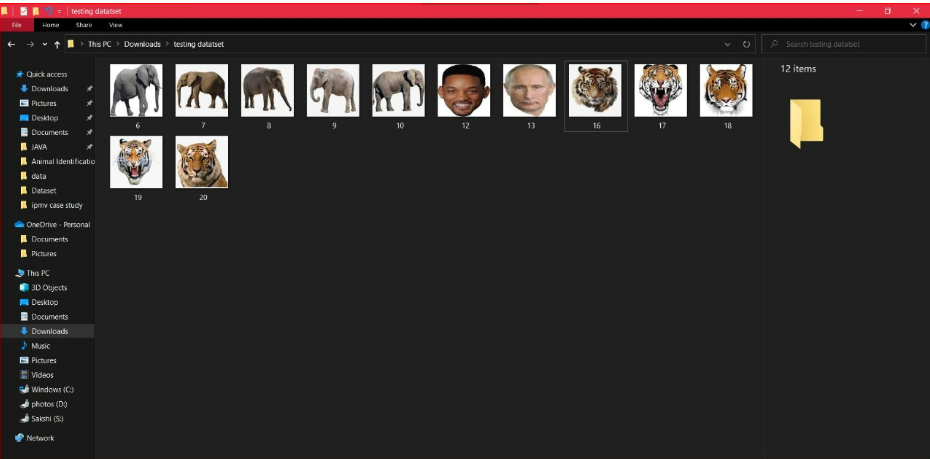 testing datatset
File Home Share View
This PC > Downloads > testing datatset
Search testing datatset
Quick access
Downloads
Pictures
Desktop
Documents
JAVA
Animal Identificatio
data
Dataset
ipmv case study
OneDrive - Personal
Documents
Pictures
This PC
3D Objects
Desktop
Documents
Downloads
Music
Pictures
Videos
Windows (C:)
photos (D:)
Sakshi (S:)
Network
6 7 8 9 10 12 13 16 17 18
19 20
12 items